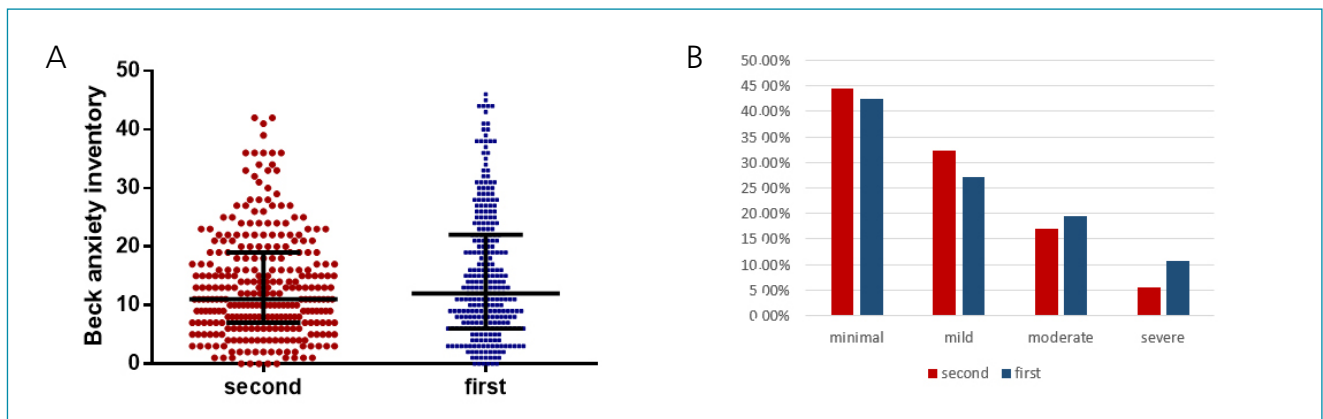 A
Beck anxiety inventory
50
40
30
20
10
0
second first
B
50 00%
45 00%
40 00%
35 00%
30 00%
25 00%
20 00%
15 00%
10 00%
5 00%
0 00%
minimal mild moderate severe
second first